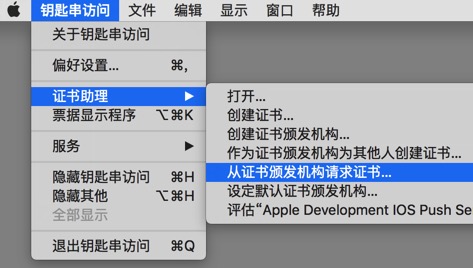 钥匙串访问 文件 编辑 显示 窗口 帮助
关于钥匙串访问
偏好设置... ⌘,
证书助理 ▶
票据显示程序 ⌥⌘K
服务 ▶
隐藏钥匙串访问 ⌘H
隐藏其他 ⌥⌘H
全部显示
退出钥匙串访问 ⌘Q
打开...
创建证书...
创建证书颁发机构...
作为证书颁发机构为其他人创建证书...
从证书颁发机构请求证书...
设定默认证书颁发机构...
评估“Apple Development IOS Push Se